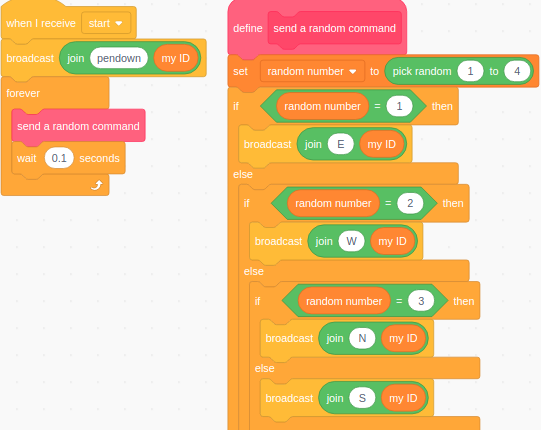 when I receive start
broadcast join pendown my ID
forever
send a random command
wait 0.1 seconds
define send a random command
set random number to pick random 1 to 4
if random number = 1 then
broadcast join E my ID
else
if random number = 2 then
broadcast join W my ID
else
if random number = 3 then
broadcast join N my ID
else
broadcast join S my ID